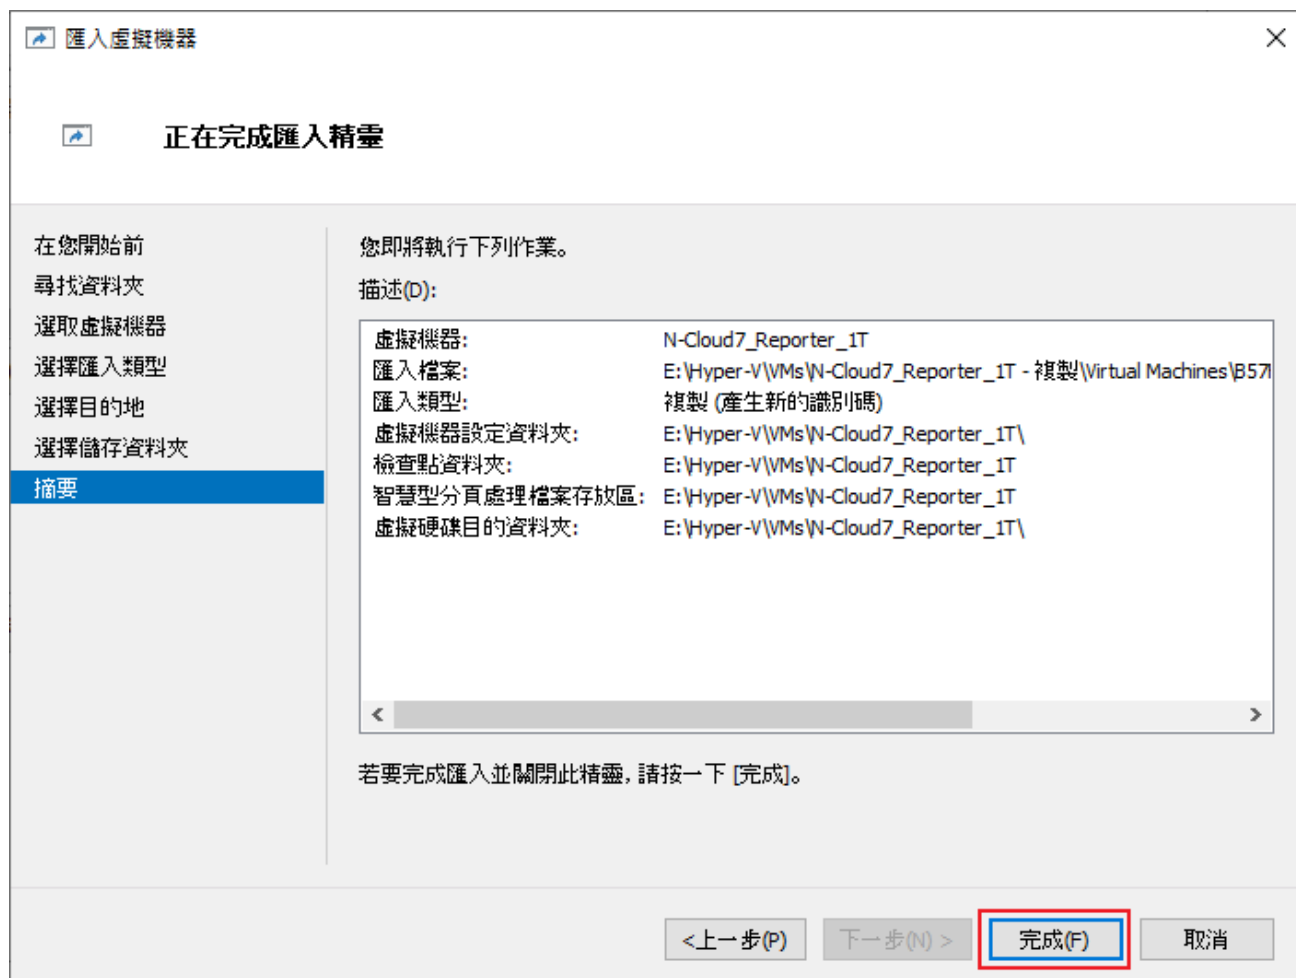 匯入虛擬機器
正在完成匯入精靈
在您開始前
尋找資料夾
選取虛擬機器
選擇匯入類型
選擇目的地
選擇儲存資料夾
摘要
您即將執行下列作業。
描述(D):
虛擬機器: N-Cloud7_Reporter_1T
匯入檔案: E:\Hyper-V\VMs\N-Cloud7_Reporter_1T - 複製\Virtual Machines\B57
匯入類型: 複製 (產生新的識別碼)
虛擬機器設定資料夾: E:\Hyper-V\VMs\N-Cloud7_Reporter_1T\
檢查點資料夾: E:\Hyper-V\VMs\N-Cloud7_Reporter_1T
智慧型分頁處理檔案存放區: E:\Hyper-V\VMs\N-Cloud7_Reporter_1T
虛擬硬碟目的資料夾: E:\Hyper-V\VMs\N-Cloud7_Reporter_1T\
若要完成匯入並關閉此精靈, 請按一下 [完成]。
<上一步(P) 下一步(N) > 完成(F) 取消